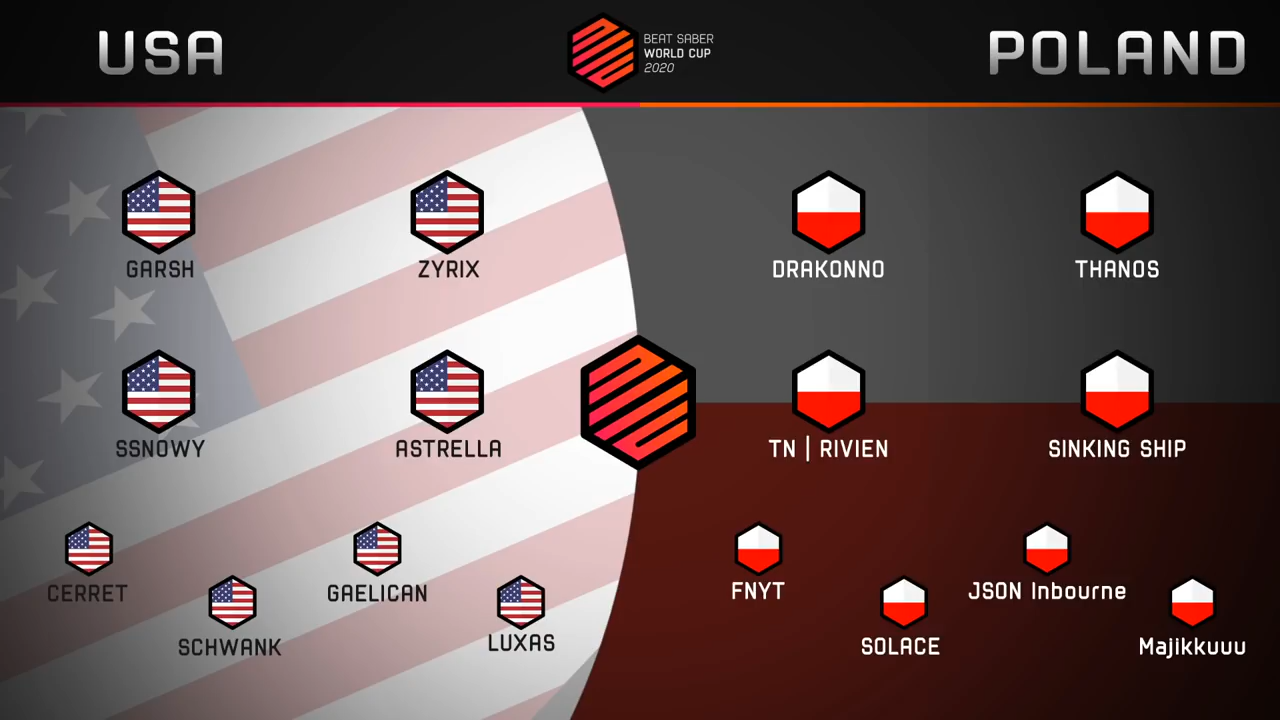 USA
BEAT SABER
WORLD CUP
2020
POLAND
GARSH
ZYRIX
DRAKONNO
THANOS
SSNOWY
ASTRELLA
TN | RIVIEN
SINKING SHIP
CERRET
GAELICAN
FNYT
JSON Inbourne
SCHWANK
LUXAS
SOLACE
Majikkuuu